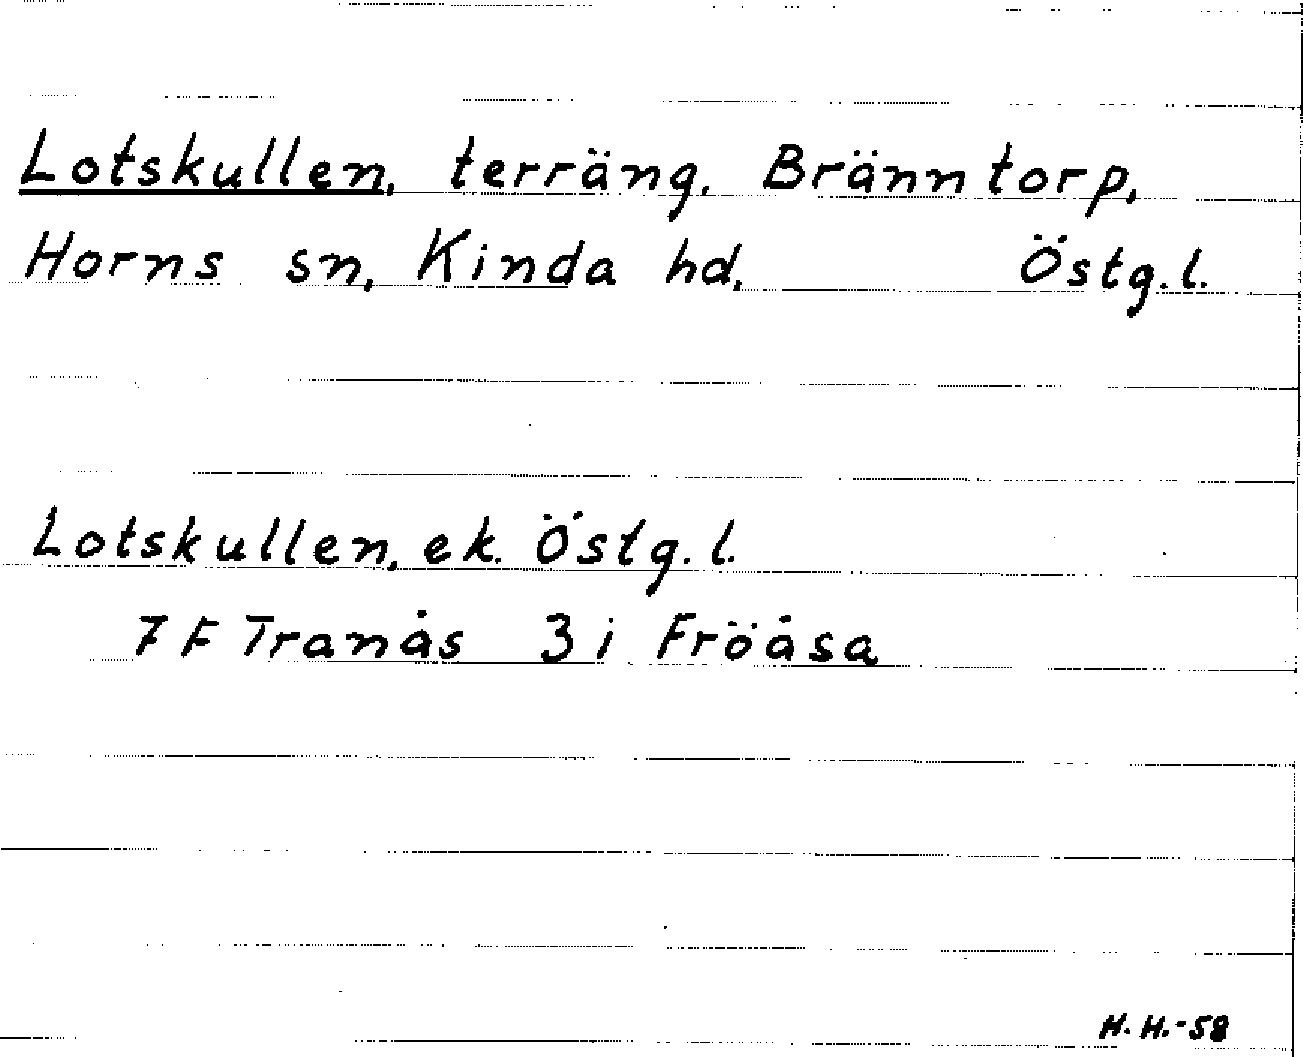 Lotskullen, terräng, Bränntorp,
Horns sn, Kinda hd, Östg.l.
Lotskullen, ek. Östg.l.
7 F Tranås 3 i Fröåsa
H.H.-58